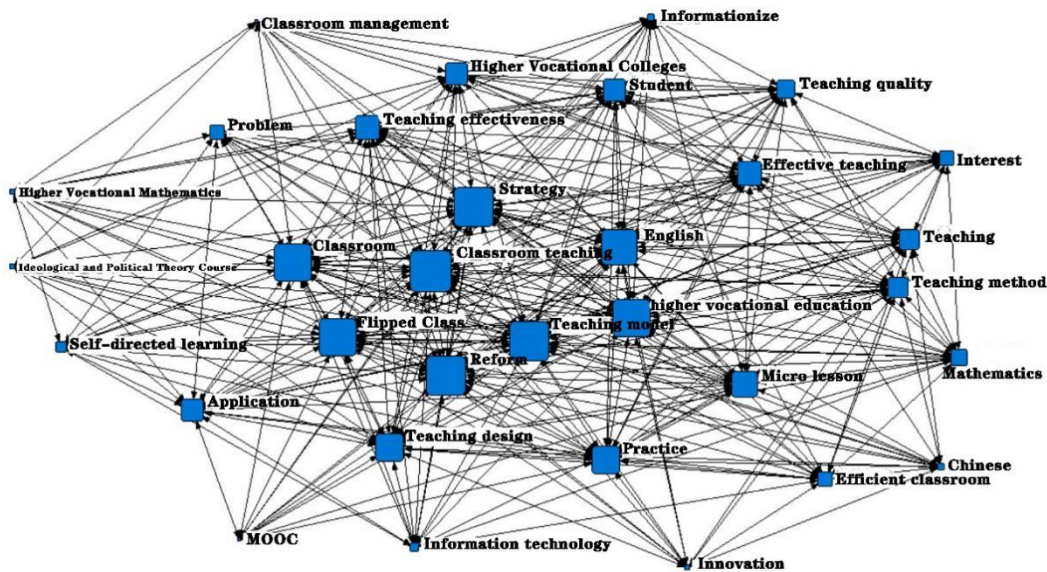 Classroom management
Informationize
Higher Vocational Colleges
Student
Teaching quality
Problem
Teaching effectiveness
Effective teaching
Interest
Higher Vocational Mathematics
Strategy
Classroom
Classroom teaching
English
Teaching
Ideological and Political Theory Course
Teaching method
higher vocational education
Flipped Class
Teaching model
Self-directed learning
Reform
Micro lesson
Mathematics
Application
Teaching design
Practice
Chinese
Efficient classroom
MOOC
Information technology
Innovation